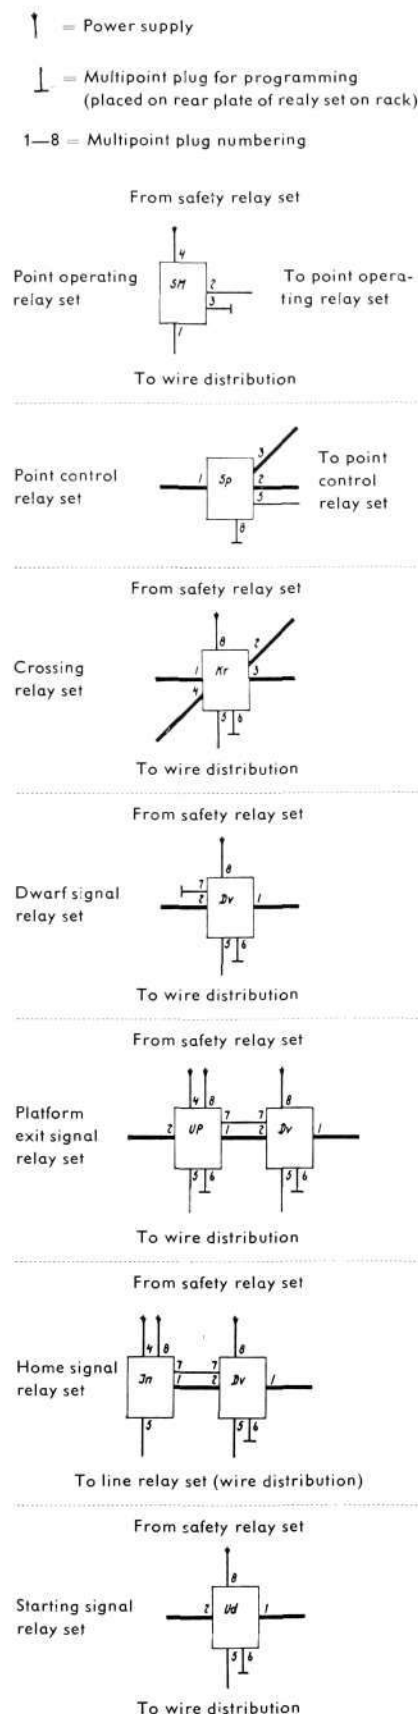 = Power supply
= Multipoint plug for programming
(placed on rear plate of realy set on rack)
1—8 = Multipoint plug numbering
From safety relay set
4
Point operating
relay set
SM
2
3
To point opera-
ting relay set
1
To wire distribution
3
Point control
relay set
1
Sp
2
5
To point
control
relay set
8
From safety relay set
8
2
Crossing
relay set
1
Kr
3
4
5 6
To wire distribution
From safety relay set
8
Dwarf signal
relay set
7
2
Dv
1
5 6
To wire distribution
From safety relay set
4 8
8
Platform
exit signal
relay set
2
UP
7 7
1 2
Dv
1
5 6
5 6
To wire distribution
From safety relay set
4 8
8
Home signal
relay set
Jn
7 7
1 2
Dv
1
5
5 6
To line relay set (wire distribution)
From safety relay set
8
Starting signal
relay set
2
Ud
1
5 6
To wire distribution